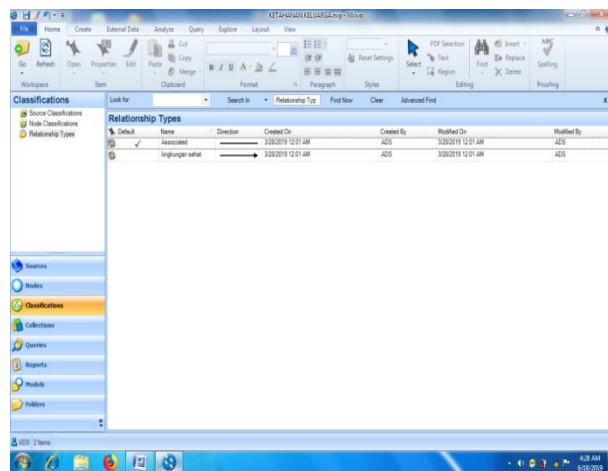 KETAHANAN KELUARGA.nvp - NVivo
File Home Create External Data Analyze Query Explore Layout View
Go Refresh Open Properties Edit Paste Cut Copy Merge
B I U A
Reset Settings
Select PDF Selection Text Region Find Insert Replace Delete
ABC
Spelling
Workspace Item Clipboard Format Paragraph Styles Editing Proofing
Classifications
Source Classifications
Node Classifications
Relationship Types
Look for: Search In Relationship Typ Find Now Clear Advanced Find X
Relationship Types
Default Name Direction Created On Created By Modified On Modified By
Associated 3/28/2019 12:01 AM ADS 3/28/2019 12:01 AM ADS
lingkungan sehat 3/28/2019 12:01 AM ADS 3/28/2019 12:01 AM ADS
Sources
Nodes
Classifications
Collections
Queries
Reports
Models
Folders
ADS 2 Items
4:28 AM
6/18/2019